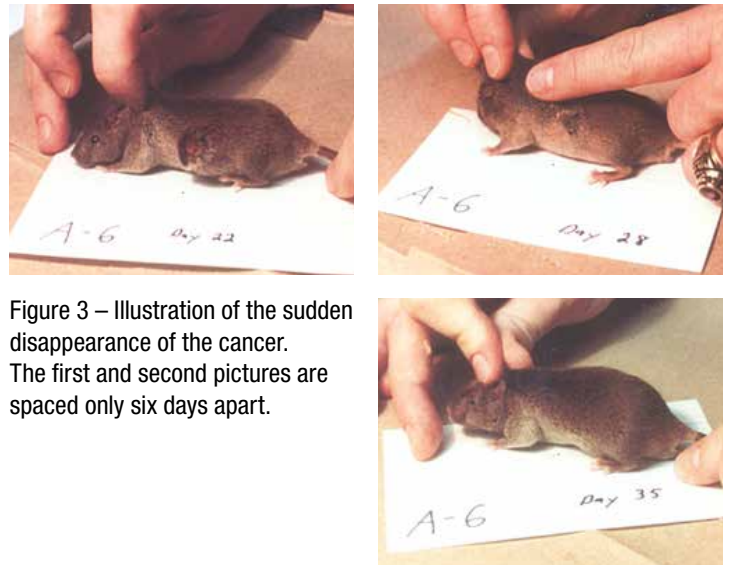 A-6 Day 22
A-6 Day 28
Figure 3 – Illustration of the sudden
disappearance of the cancer.
The first and second pictures are
spaced only six days apart.
A-6 Day 35